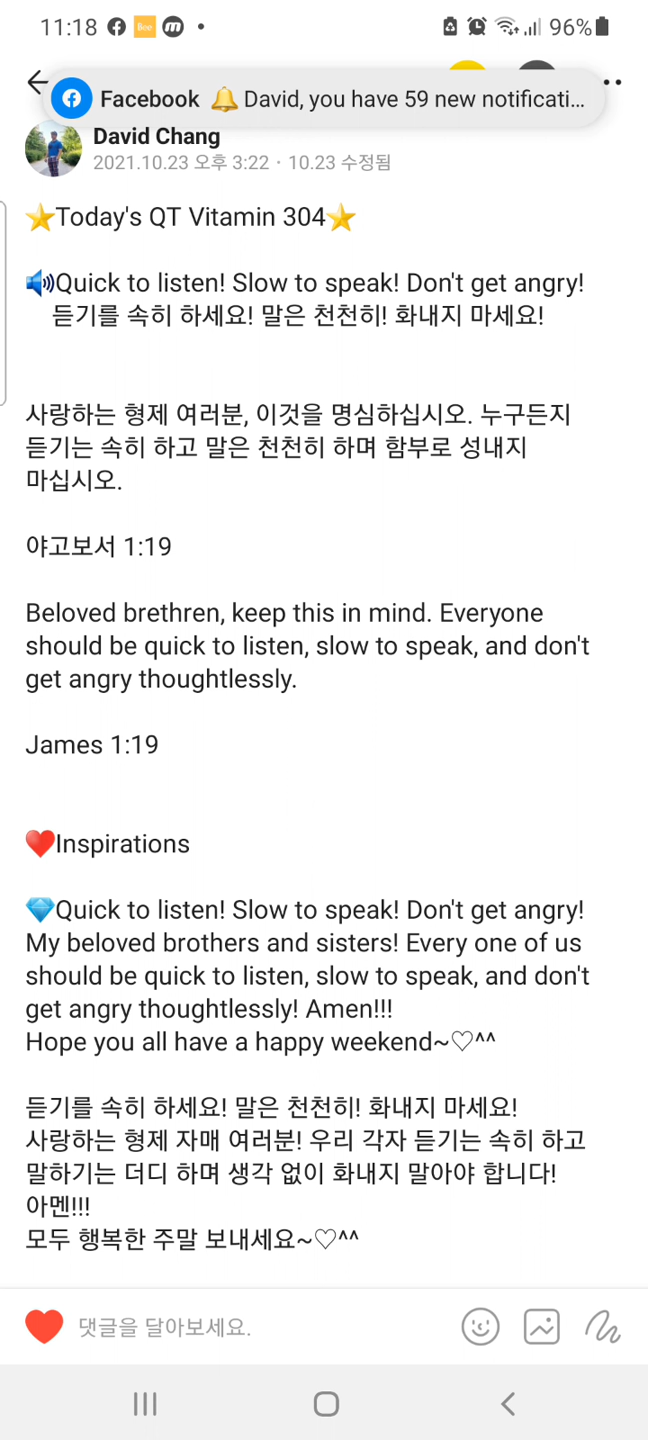 11:18
96%
Facebook 🔔 David, you have 59 new notificati...
David Chang
2021.10.23 오후 3:22 · 10.23 수정됨
⭐Today's QT Vitamin 304⭐
🔊Quick to listen! Slow to speak! Don't get angry!
듣기를 속히 하세요! 말은 천천히! 화내지 마세요!
사랑하는 형제 여러분, 이것을 명심하십시오. 누구든지
듣기는 속히 하고 말은 천천히 하며 함부로 성내지
마십시오.
야고보서 1:19
Beloved brethren, keep this in mind. Everyone
should be quick to listen, slow to speak, and don't
get angry thoughtlessly.
James 1:19
❤️Inspirations
💎Quick to listen! Slow to speak! Don't get angry!
My beloved brothers and sisters! Every one of us
should be quick to listen, slow to speak, and don't
get angry thoughtlessly! Amen!!!
Hope you all have a happy weekend~♡^^
듣기를 속히 하세요! 말은 천천히! 화내지 마세요!
사랑하는 형제 자매 여러분! 우리 각자 듣기는 속히 하고
말하기는 더디 하며 생각 없이 화내지 말아야 합니다!
아멘!!!
모두 행복한 주말 보내세요~♡^^
댓글을 달아보세요.